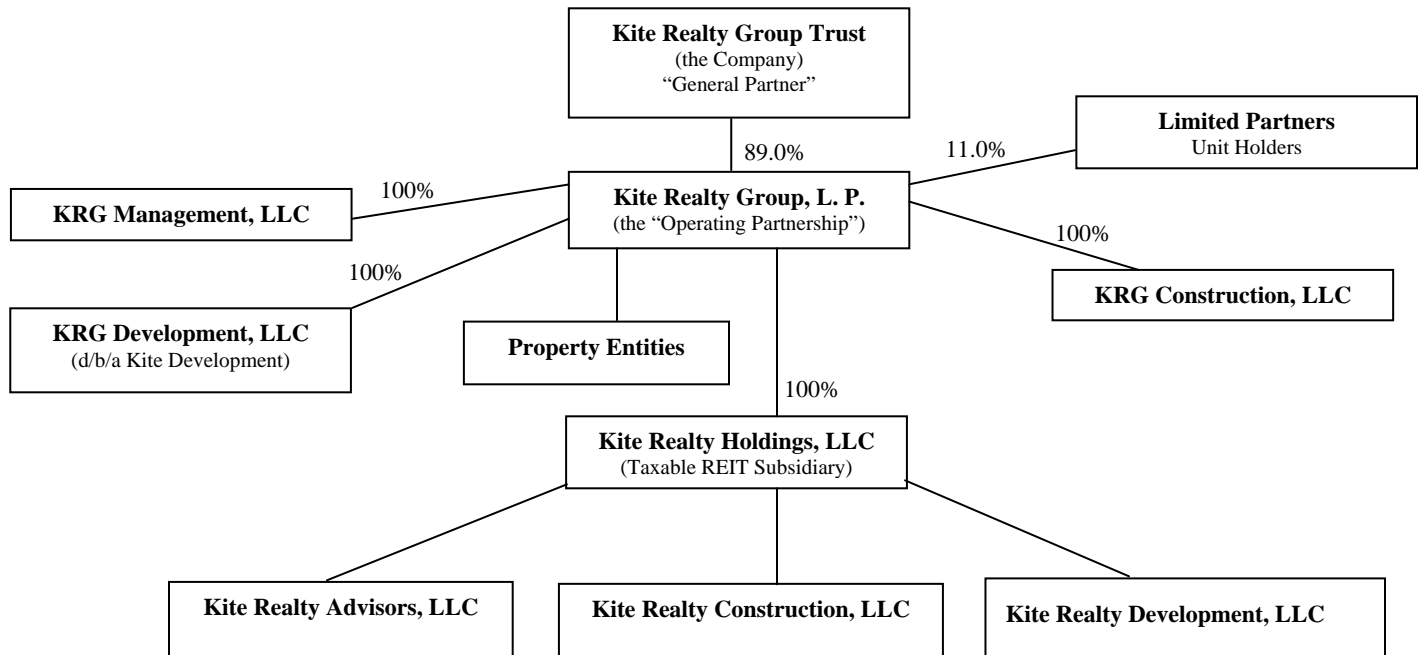 Kite Realty Group Trust
(the Company)
“General Partner”
Limited Partners
Unit Holders
89.0%
11.0%
Kite Realty Group, L. P.
(the “Operating Partnership”)
100%
KRG Management, LLC
100%
KRG Construction, LLC
100%
KRG Development, LLC
(d/b/a Kite Development)
Property Entities
100%
Kite Realty Holdings, LLC
(Taxable REIT Subsidiary)
Kite Realty Advisors, LLC
Kite Realty Construction, LLC
Kite Realty Development, LLC